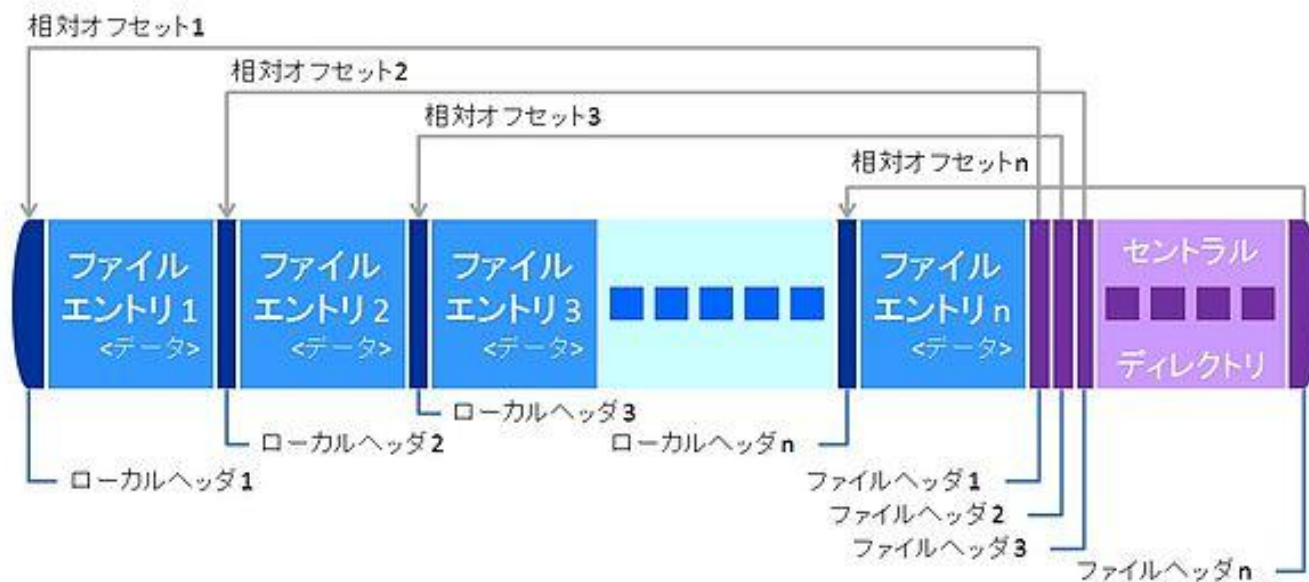 相対オフセット1
相対オフセット2
相対オフセット3
相対オフセットn
ファイル
エントリ1
<データ>
ファイル
エントリ2
<データ>
ファイル
エントリ3
<データ>
ファイル
エントリn
<データ>
セントラル
ディレクトリ
ローカルヘッダ3
ローカルヘッダ2
ローカルヘッダn
ローカルヘッダ1
ファイルヘッダ1
ファイルヘッダ2
ファイルヘッダ3
ファイルヘッダn